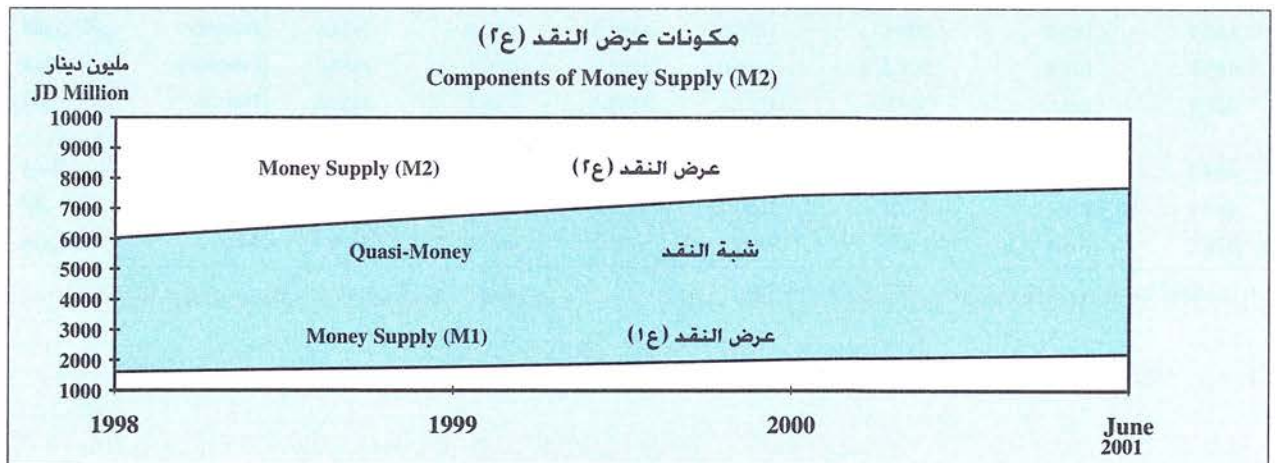 مكونات عرض النقد (ع٢)
مليون دينار
Components of Money Supply (M2)
JD Million
10000
9000
Money Supply (M2) عرض النقد (ع٢)
8000
7000
6000
Quasi-Money شبة النقد
5000
4000
3000
Money Supply (M1) عرض النقد (ع١)
2000
1000
1998 1999 2000 June
2001